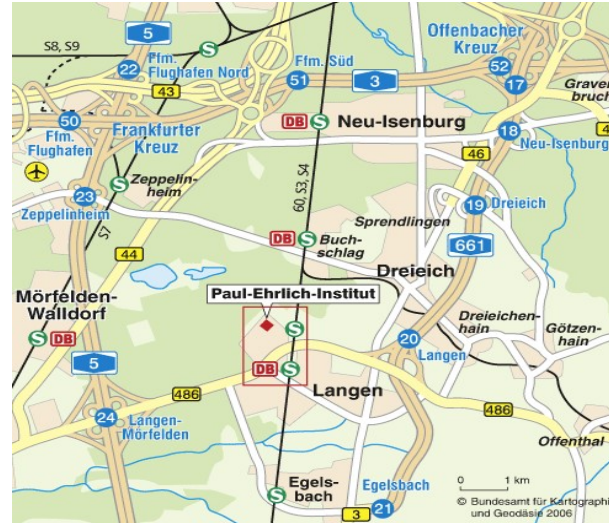 S8, S9
5
Offenbacher
Kreuz
22
Ffm.
Flughafen Nord
S
Ffm. Süd
51
3
52
17
43
Graven-
bruch
50
Ffm.
Flughafen
Frankfurter
Kreuz
DB
S
Neu-Isenburg
18
Neu-Isenburg
46
4
S
Zeppelin-
heim
60, S3, S4
23
Zeppelinheim
S7
Sprendlingen
19
Dreieich
44
DB
S
Buch-
schlag
661
Dreieich
Paul-Ehrlich-Institut
Mörfelden-
Walldorf
S
DB
S
Dreieichen-
hain
Götzen-
hain
20
Langen
5
DB
S
486
Langen
486
24
Langen-
Mörfelden
Offenthal
Egels-
bach
S
Egelsbach
21
3
0
1 km
© Bundesamt für Kartographi
und Geodäsie 2006